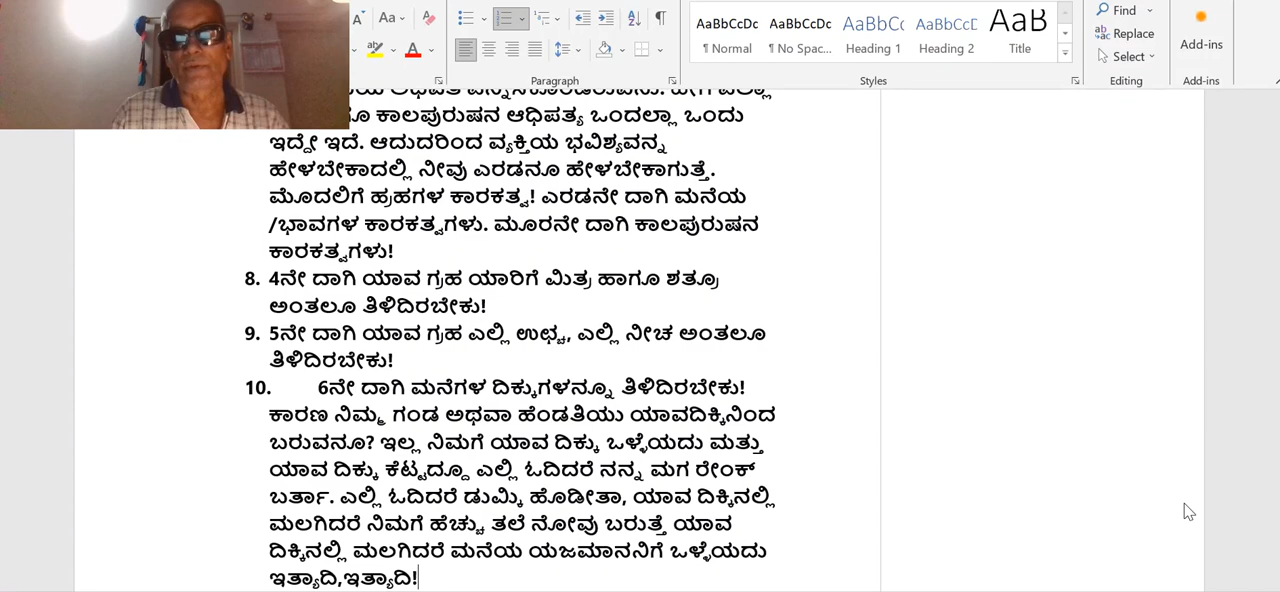 Aa
Find
Replace
Select
Add-ins
AaBbCcDc
AaBbCcDc
AaBbCc
AaBbCcD
AaB
¶ Normal
¶ No Spac...
Heading 1
Heading 2
Title
Paragraph
Styles
Editing
Add-ins
ಕಾಲಪುರುಷನ ಆಧಿಪತ್ಯ ಒಂದಲ್ಲಾ ಒಂದು
ಇದ್ದೇ ಇದೆ. ಆದುದರಿಂದ ವ್ಯಕ್ತಿಯ ಭವಿಶ್ಯವನ್ನ
ಹೇಳಬೇಕಾದಲ್ಲಿ ನೀವು ಎರಡನೂ ಹೇಳಬೇಕಾಗುತ್ತೆ.
ಮೊದಲಿಗೆ ಹ್ರಹಗಳ ಕಾರಕತ್ವ! ಎರಡನೇ ದಾಗಿ ಮನೆಯ
/ಭಾವಗಳ ಕಾರಕತ್ವಗಳು. ಮೂರನೇ ದಾಗಿ ಕಾಲಪುರುಷನ
ಕಾರಕತ್ವಗಳು!
8. 4ನೇ ದಾಗಿ ಯಾವ ಗ್ರಹ ಯಾರಿಗೆ ಮಿತ್ರ ಹಾಗೂ ಶತ್ರೂ
ಅಂತಲೂ ತಿಳಿದಿರಬೇಕು!
9. 5ನೇ ದಾಗಿ ಯಾವ ಗ್ರಹ ಎಲ್ಲಿ ಉಛ್ಚ, ಎಲ್ಲಿ ನೀಚ ಅಂತಲೂ
ತಿಳಿದಿರಬೇಕು!
10. 6ನೇ ದಾಗಿ ಮನೆಗಳ ದಿಕ್ಕುಗಳನ್ನೂ ತಿಳಿದಿರಬೇಕು!
ಕಾರಣ ನಿಮ್ಮ ಗಂಡ ಅಥವಾ ಹೆಂಡತಿಯು ಯಾವದಿಕ್ಕಿನಿಂದ
ಬರುವನೂ? ಇಲ್ಲ ನಿಮಗೆ ಯಾವ ದಿಕ್ಕು ಒಳ್ಳೆಯದು ಮತ್ತು
ಯಾವ ದಿಕ್ಕು ಕೆಟ್ಟದ್ದೂ ಎಲ್ಲಿ ಓದಿದರೆ ನನ್ನ ಮಗ ರೇಂಕ್
ಬರ್ತಾ. ಎಲ್ಲಿ ಓದಿದರೆ ಡುಮ್ಕಿ ಹೊಡೀತಾ, ಯಾವ ದಿಕ್ಕಿನಲ್ಲಿ
ಮಲಗಿದರೆ ನಿಮಗೆ ಹೆಚ್ಚು ತಲೆ ನೋವು ಬರುತ್ತೆ ಯಾವ
ದಿಕ್ಕಿನಲ್ಲಿ ಮಲಗಿದರೆ ಮನೆಯ ಯಜಮಾನನಿಗೆ ಒಳ್ಳೆಯದು
ಇತ್ಯಾದಿ,ಇತ್ಯಾದಿ!